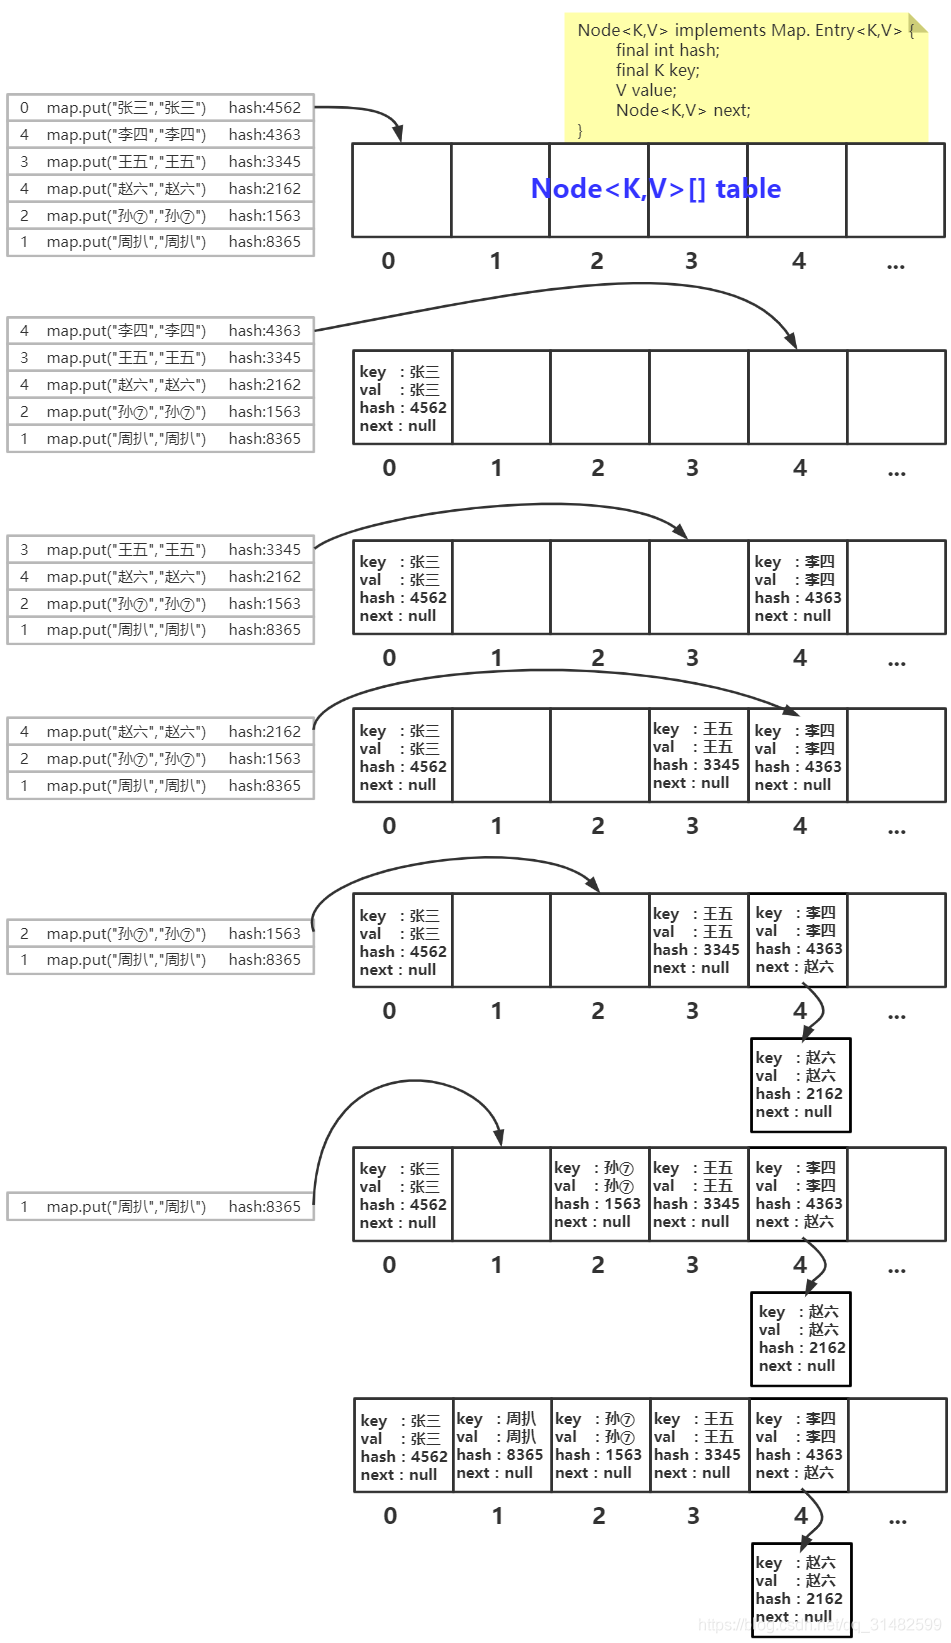 Node<K,V> implements Map. Entry<K,V> {
final int hash;
final K key;
V value;
Node<K,V> next;
}
0 map.put("张三","张三") hash:4562
4 map.put("李四","李四") hash:4363
3 map.put("王五","王五") hash:3345
4 map.put("赵六","赵六") hash:2162
2 map.put("孙⑦","孙⑦") hash:1563
1 map.put("周扒","周扒") hash:8365
Node<K,V>[] table
0 1 2 3 4 ...
4 map.put("李四","李四") hash:4363
3 map.put("王五","王五") hash:3345
4 map.put("赵六","赵六") hash:2162
2 map.put("孙⑦","孙⑦") hash:1563
1 map.put("周扒","周扒") hash:8365
key : 张三
val : 张三
hash : 4562
next : null
0 1 2 3 4 ...
3 map.put("王五","王五") hash:3345
4 map.put("赵六","赵六") hash:2162
2 map.put("孙⑦","孙⑦") hash:1563
1 map.put("周扒","周扒") hash:8365
key : 张三
val : 张三
hash : 4562
next : null
key : 李四
val : 李四
hash : 4363
next : null
0 1 2 3 4 ...
4 map.put("赵六","赵六") hash:2162
2 map.put("孙⑦","孙⑦") hash:1563
1 map.put("周扒","周扒") hash:8365
key : 张三
val : 张三
hash : 4562
next : null
key : 王五
val : 王五
hash : 3345
next : null
key : 李四
val : 李四
hash : 4363
next : null
0 1 2 3 4 ...
2 map.put("孙⑦","孙⑦") hash:1563
1 map.put("周扒","周扒") hash:8365
key : 张三
val : 张三
hash : 4562
next : null
key : 王五
val : 王五
hash : 3345
next : null
key : 李四
val : 李四
hash : 4363
next : 赵六
0 1 2 3 4 ...
key : 赵六
val : 赵六
hash : 2162
next : null
1 map.put("周扒","周扒") hash:8365
key : 张三
val : 张三
hash : 4562
next : null
key : 孙⑦
val : 孙⑦
hash : 1563
next : null
key : 王五
val : 王五
hash : 3345
next : null
key : 李四
val : 李四
hash : 4363
next : 赵六
0 1 2 3 4 ...
key : 赵六
val : 赵六
hash : 2162
next : null
key : 张三
val : 张三
hash : 4562
next : null
key : 周扒
val : 周扒
hash : 8365
next : null
key : 孙⑦
val : 孙⑦
hash : 1563
next : null
key : 王五
val : 王五
hash : 3345
next : null
key : 李四
val : 李四
hash : 4363
next : 赵六
0 1 2 3 4 ...
key : 赵六
val : 赵六
hash : 2162
next : null
https://blog.csdn.net/qq_31482599